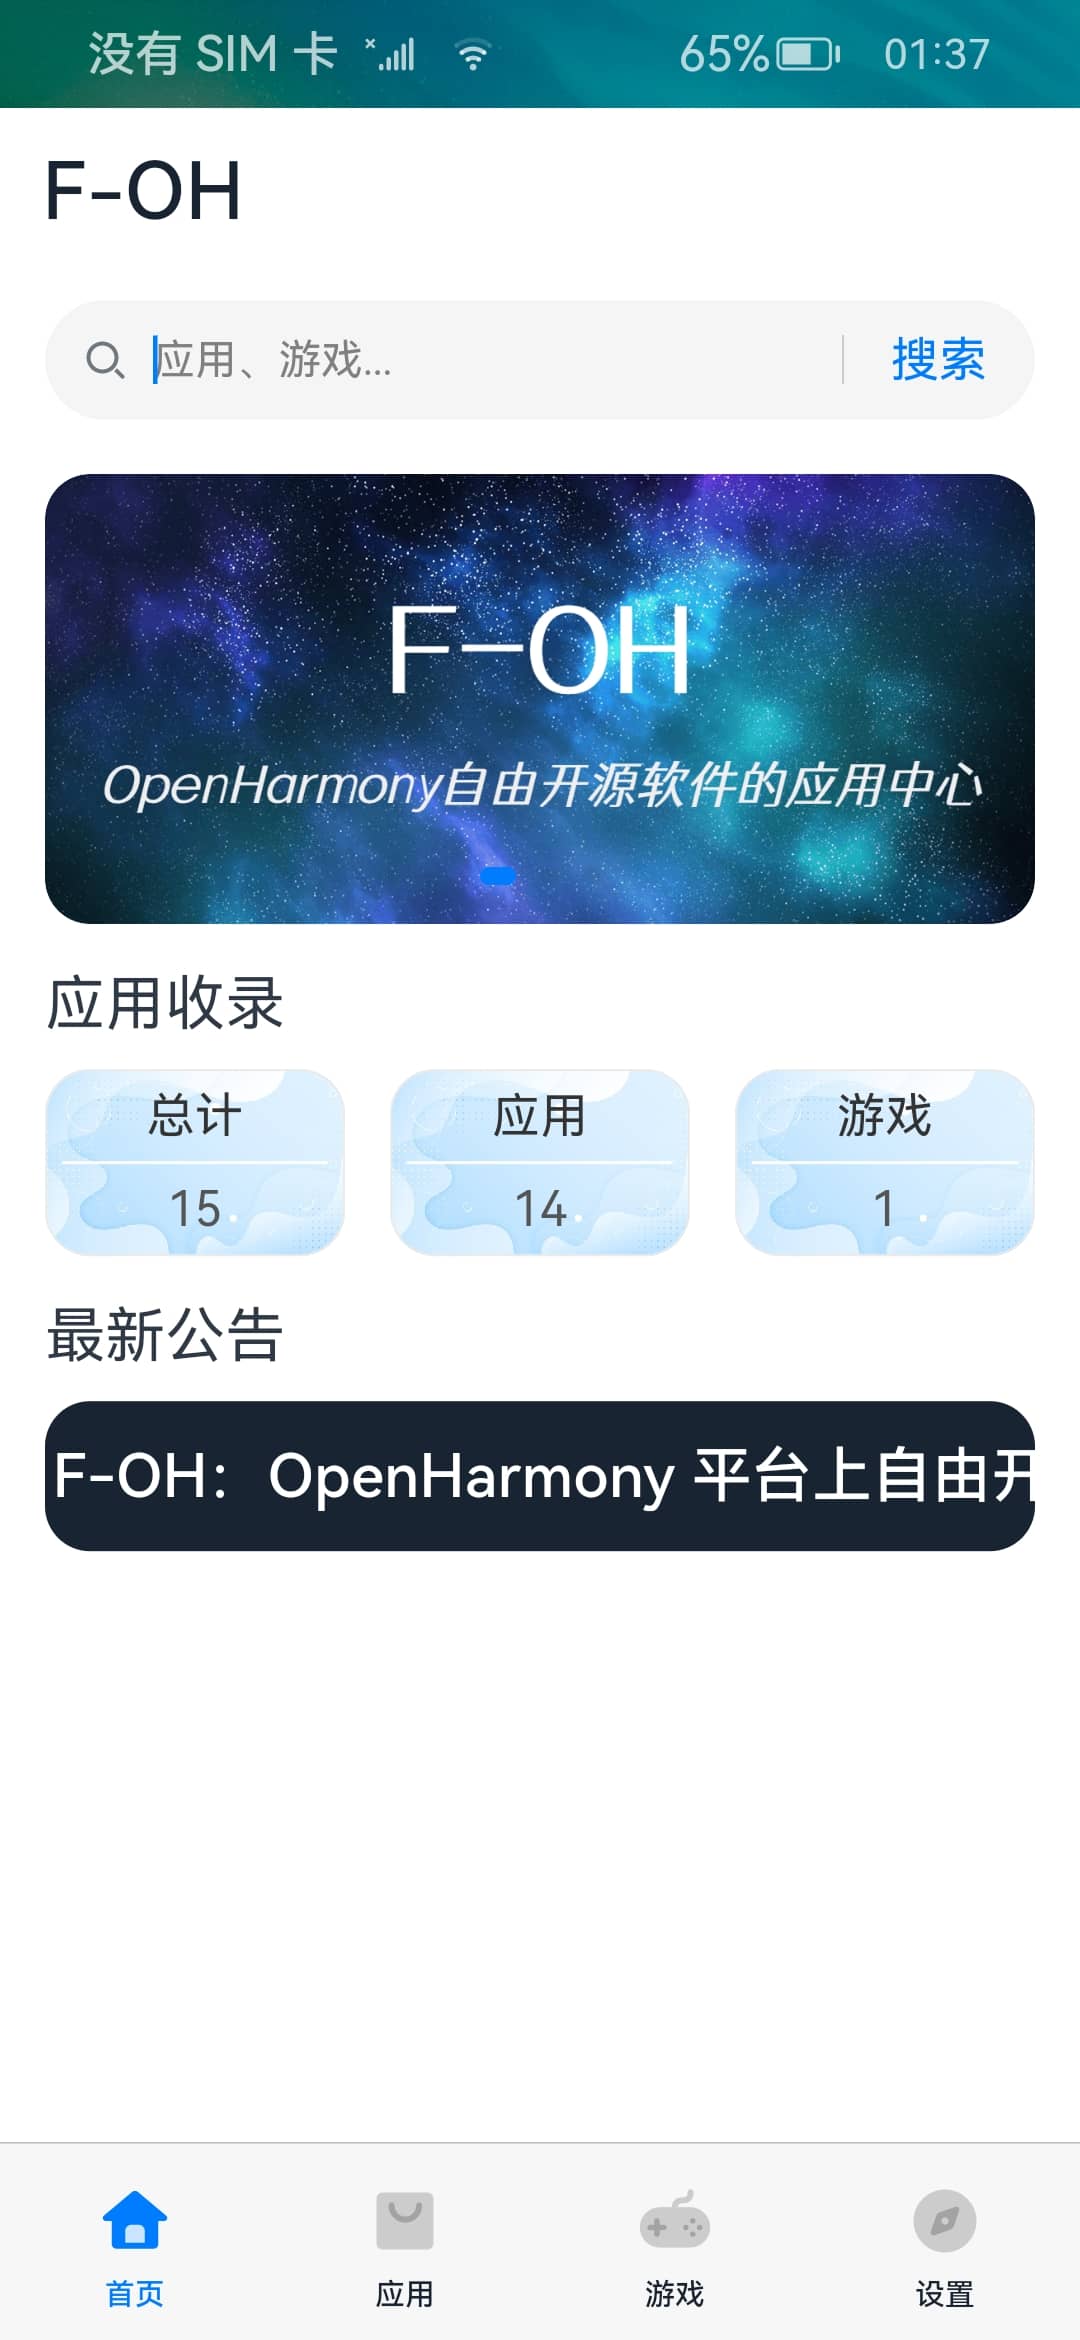 没有 SIM 卡 65% 01:37
F-OH
应用、游戏... 搜索
F-OH
OpenHarmony自由开源软件的应用中心
应用收录
总计 应用 游戏
15 14 1
最新公告
F-OH：OpenHarmony 平台上自由开
首页 应用 游戏 设置